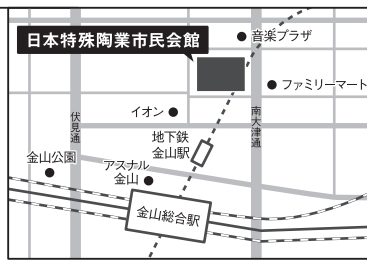 日本特殊陶業市民会館
音楽プラザ
ファミリーマート
イオン
伏見通
南大津通
地下鉄
金山駅
金山公園
アスナル
金山
金山総合駅